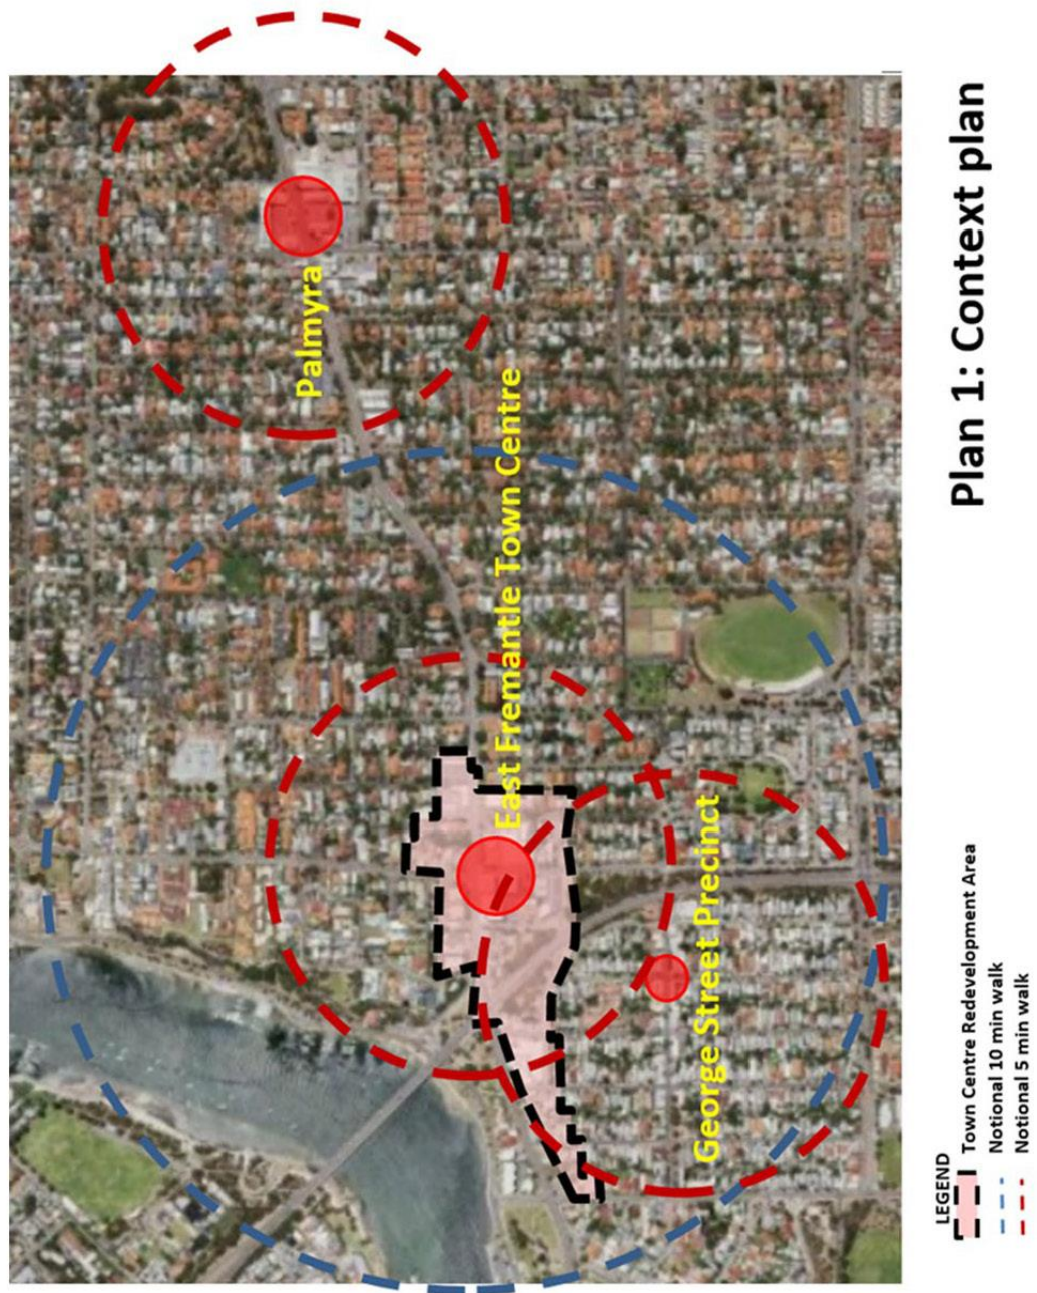 Palmyra
East Fremantle Town Centre
George Street Precinct
LEGEND
Town Centre Redevelopment Area
Notional 10 min walk
Notional 5 min walk
Plan 1: Context plan